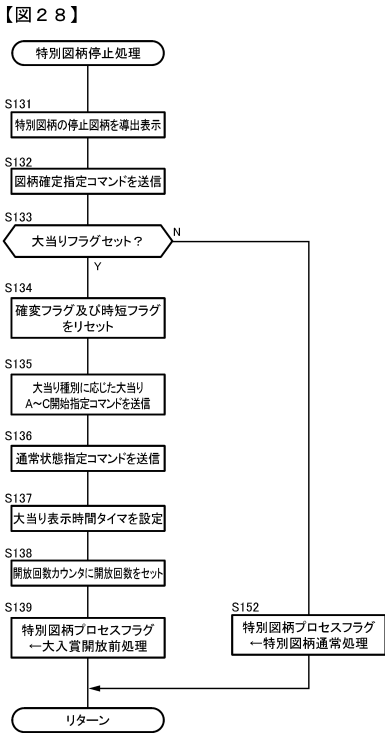 【図２８】
特別図柄停止処理
S131
特別図柄の停止図柄を導出表示
S132
図柄確定指定コマンドを送信
S133
大当りフラグセット？
N
Y
S134
確変フラグ及び時短フラグ
をリセット
S135
大当り種別に応じた大当り
A～C開始指定コマンドを送信
S136
通常状態指定コマンドを送信
S137
大当り表示時間タイマを設定
S138
開放回数カウンタに開放回数をセット
S139
特別図柄プロセスフラグ
←大入賞開放前処理
S152
特別図柄プロセスフラグ
←特別図柄通常処理
リターン